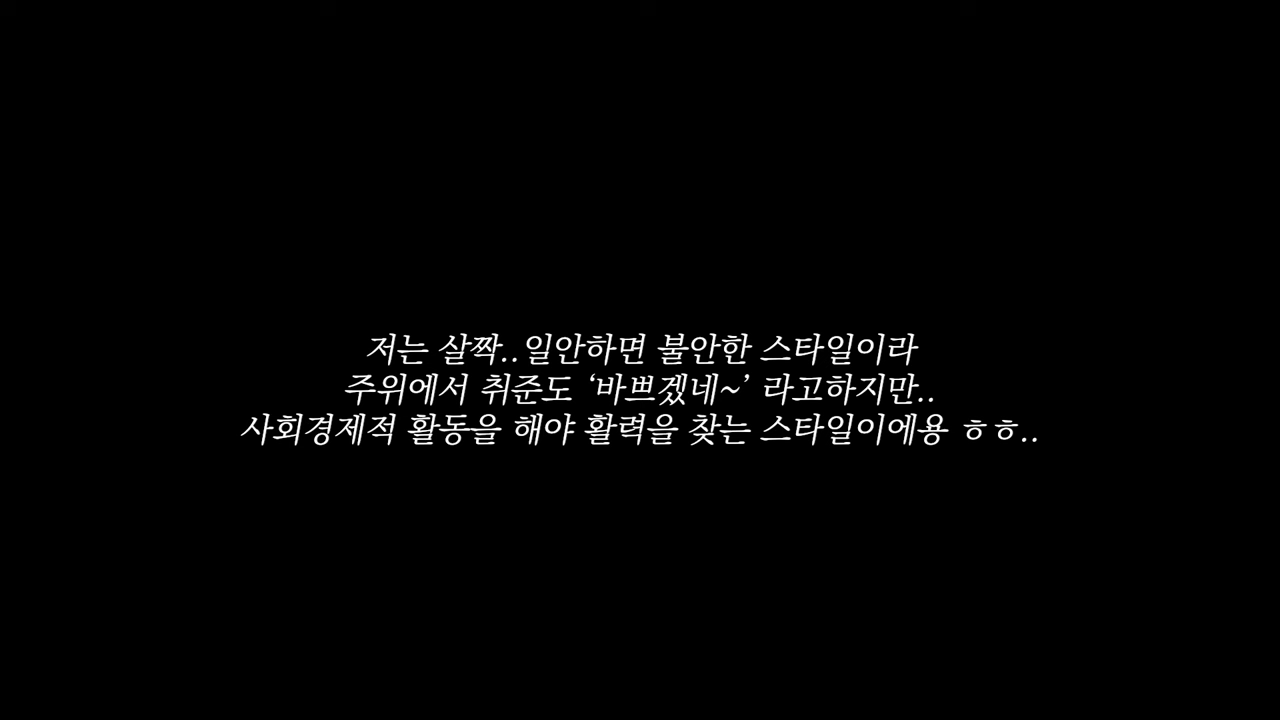 저는 살짝..일안하면 불안한 스타일이라
주위에서 취준도 ‘바쁘겠네~’ 라고하지만..
사회경제적 활동을 해야 활력을 찾는 스타일이에용 ㅎㅎ..